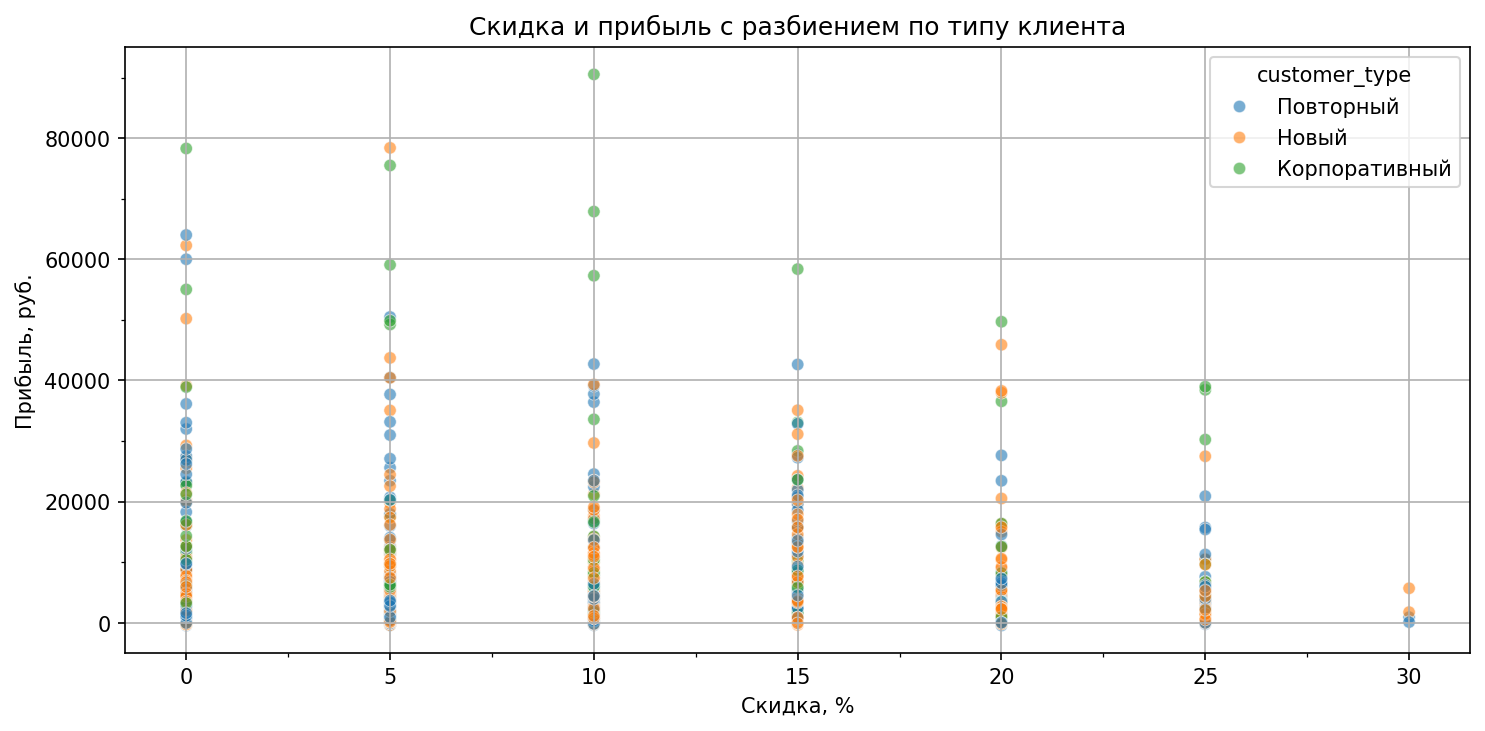 Скидка и прибыль с разбиением по типу клиента
customer_type
Повторный
Новый
Корпоративный
Прибыль, руб.
80000
60000
40000
20000
0
0 5 10 15 20 25 30
Скидка, %